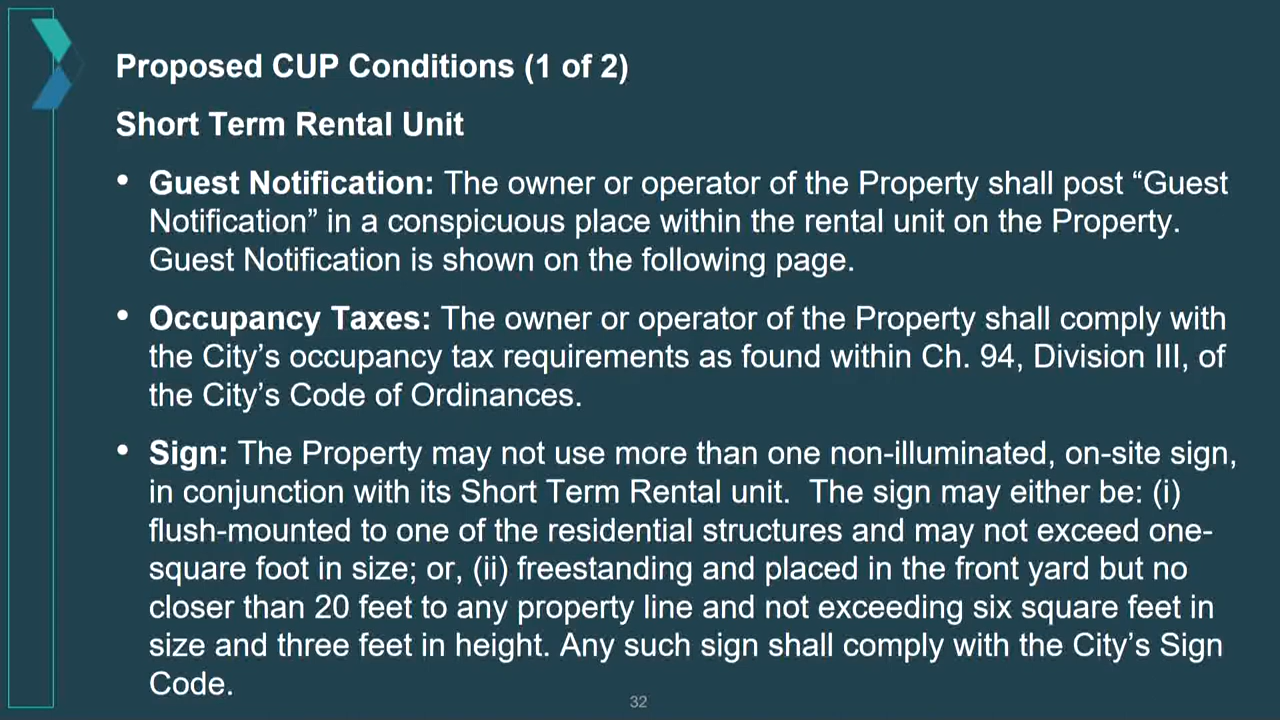 Proposed CUP Conditions (1 of 2)
Short Term Rental Unit
• Guest Notification: The owner or operator of the Property shall post “Guest
Notification” in a conspicuous place within the rental unit on the Property.
Guest Notification is shown on the following page.
• Occupancy Taxes: The owner or operator of the Property shall comply with
the City’s occupancy tax requirements as found within Ch. 94, Division III, of
the City’s Code of Ordinances.
• Sign: The Property may not use more than one non-illuminated, on-site sign,
in conjunction with its Short Term Rental unit.  The sign may either be: (i)
flush-mounted to one of the residential structures and may not exceed one-
square foot in size; or, (ii) freestanding and placed in the front yard but no
closer than 20 feet to any property line and not exceeding six square feet in
size and three feet in height. Any such sign shall comply with the City’s Sign
Code.
32